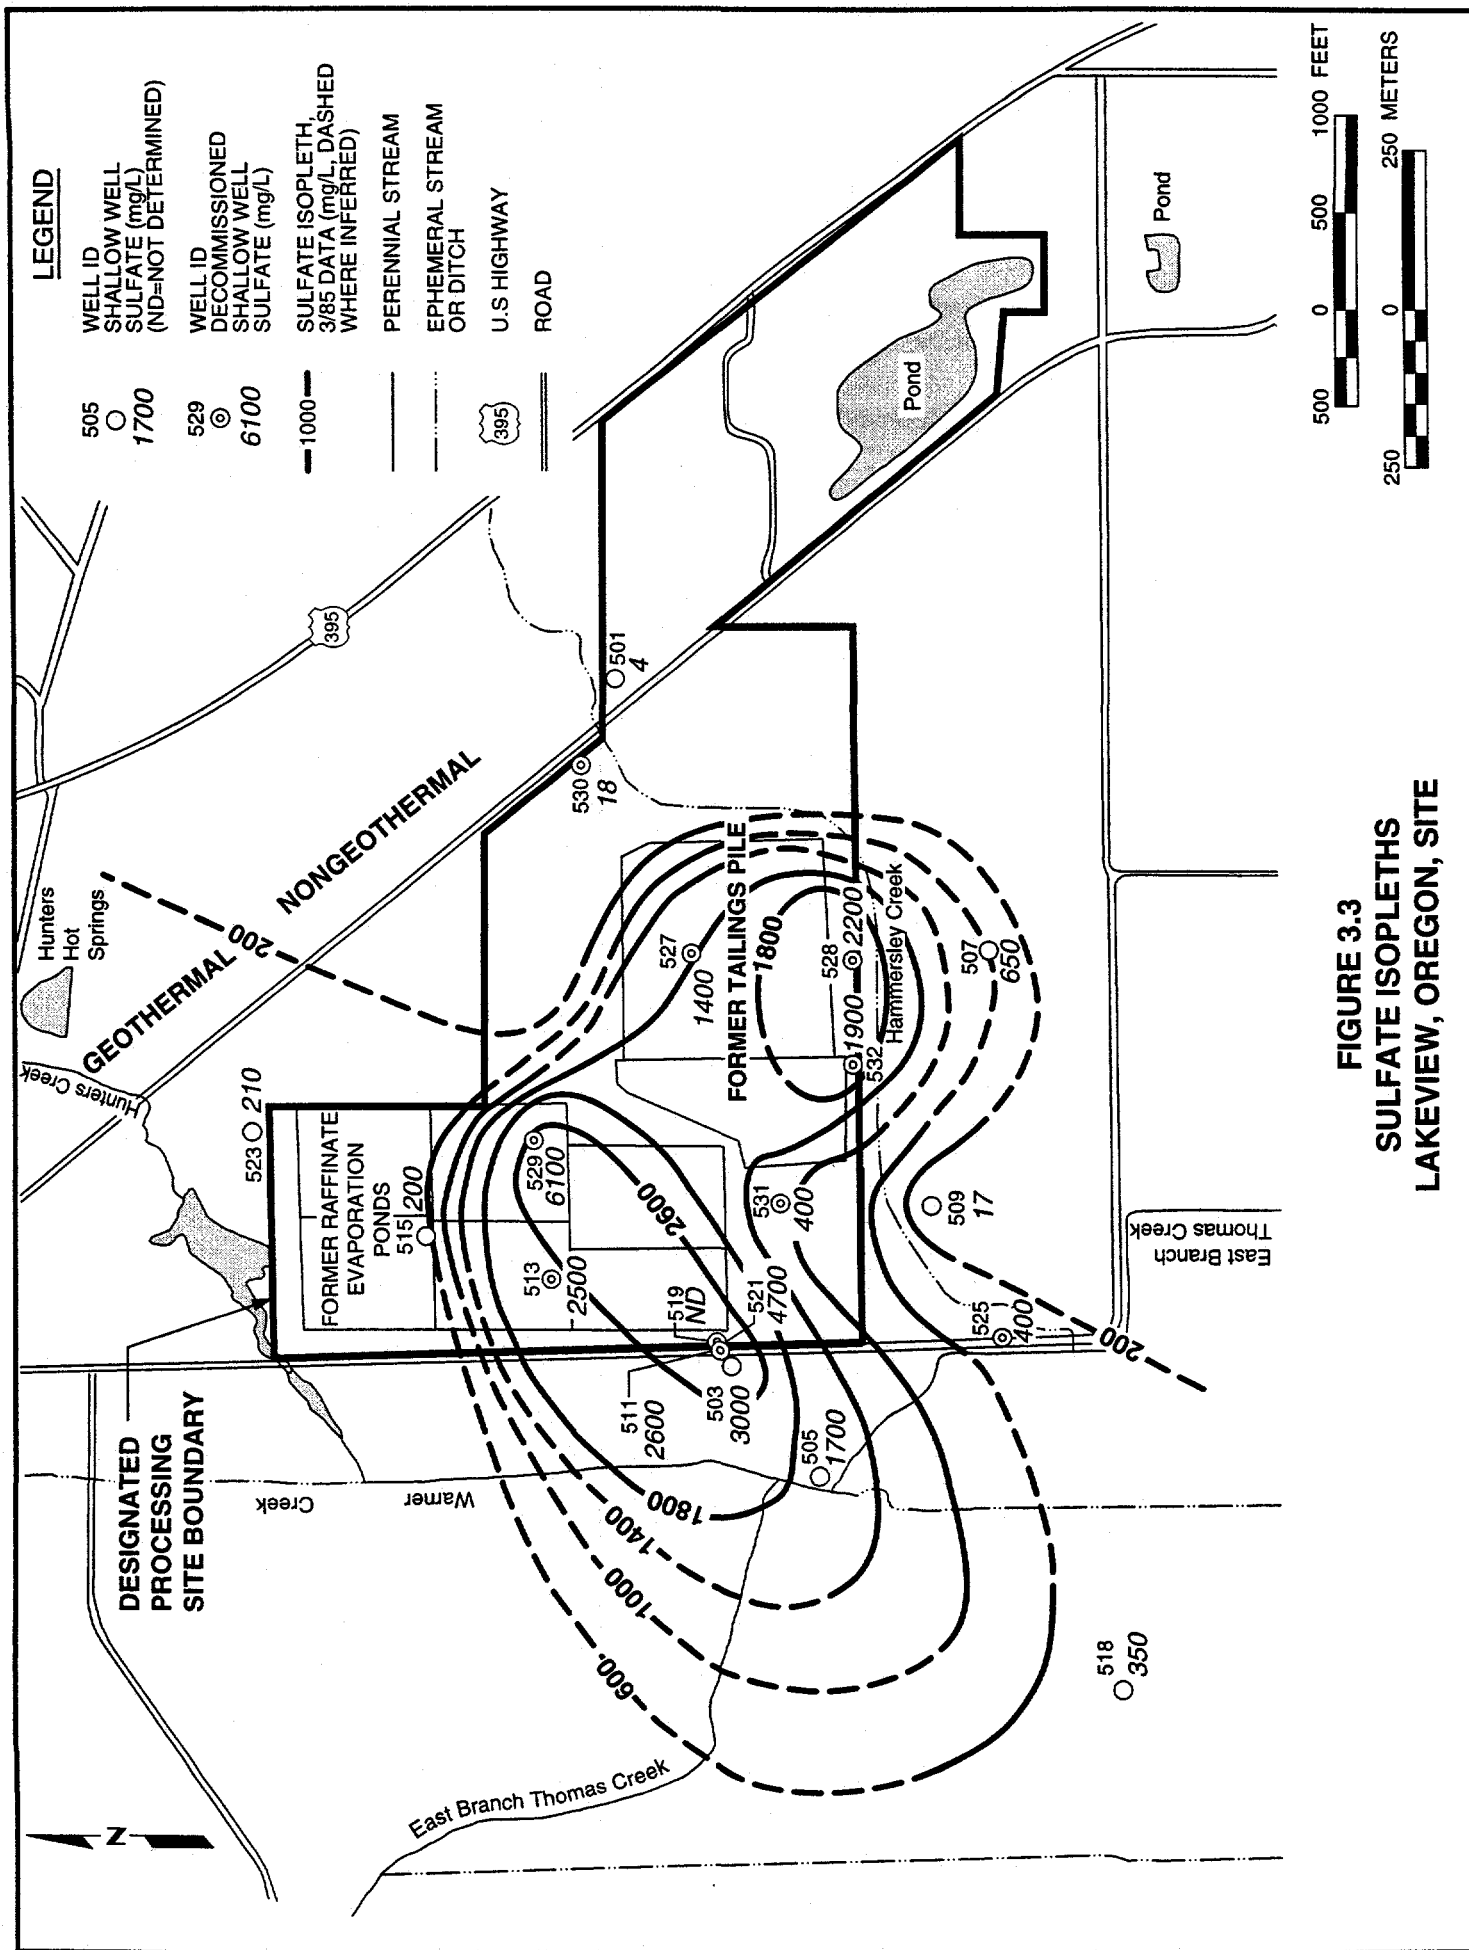 LEGEND
505
1700
WELL ID
SHALLOW WELL
SULFATE (mg/L)
(ND=NOT DETERMINED)
529
6100
WELL ID
DECOMMISSIONED
SHALLOW WELL
SULFATE (mg/L)
1000
SULFATE ISOPLETH,
3/85 DATA (mg/L, DASHED
WHERE INFERRED)
PERENNIAL STREAM
EPHEMERAL STREAM
OR DITCH
395
U.S HIGHWAY
ROAD
N
DESIGNATED
PROCESSING
SITE BOUNDARY
Hunters Creek
Hunters
Hot
Springs
395
GEOTHERMAL
NONGEOTHERMAL
200
523
210
FORMER RAFFINATE
EVAPORATION
PONDS
515
200
529
6100
513
2500
2600
519
ND
521
4700
511
2600
503
3000
505
1700
Warner
Creek
1800
1400
1000
600
East Branch Thomas Creek
530
18
501
4
527
1400
FORMER TAILINGS PILE
1800
528
2200
532
1900
Hammersley Creek
531
400
507
650
509
17
525
400
200
518
350
East Branch
Thomas Creek
Pond
Pond
500
0
500
1000 FEET
250
0
250 METERS
FIGURE 3.3
SULFATE ISOPLETHS
LAKEVIEW, OREGON, SITE